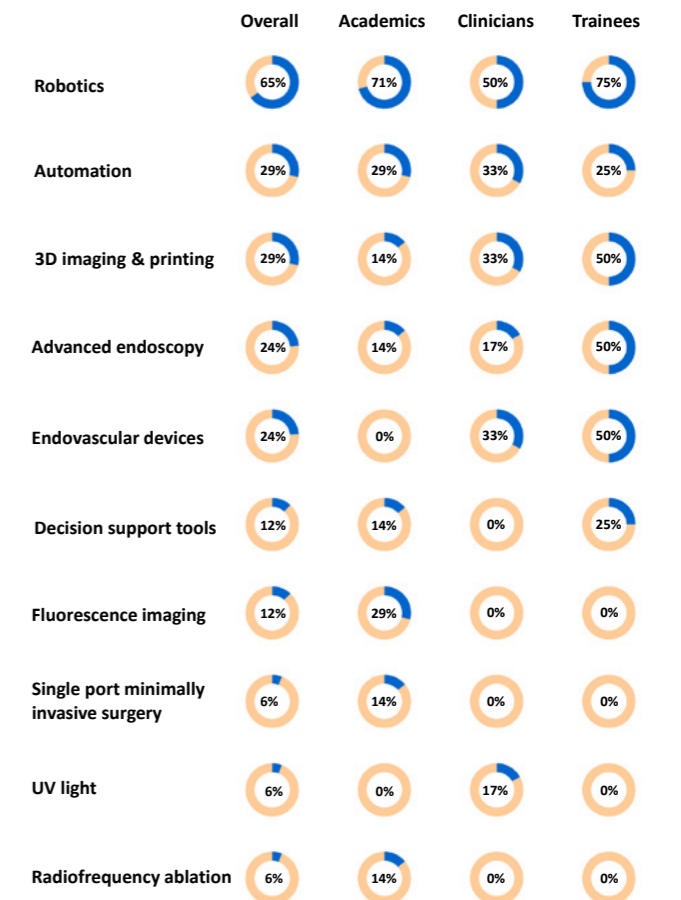 Overall Academics Clinicians Trainees
Robotics 65% 71% 50% 75%
Automation 29% 29% 33% 25%
3D imaging & printing 29% 14% 33% 50%
Advanced endoscopy 24% 14% 17% 50%
Endovascular devices 24% 0% 33% 50%
Decision support tools 12% 14% 0% 25%
Fluorescence imaging 12% 29% 0% 0%
Single port minimally
invasive surgery 6% 14% 0% 0%
UV light 6% 0% 17% 0%
Radiofrequency ablation 6% 14% 0% 0%